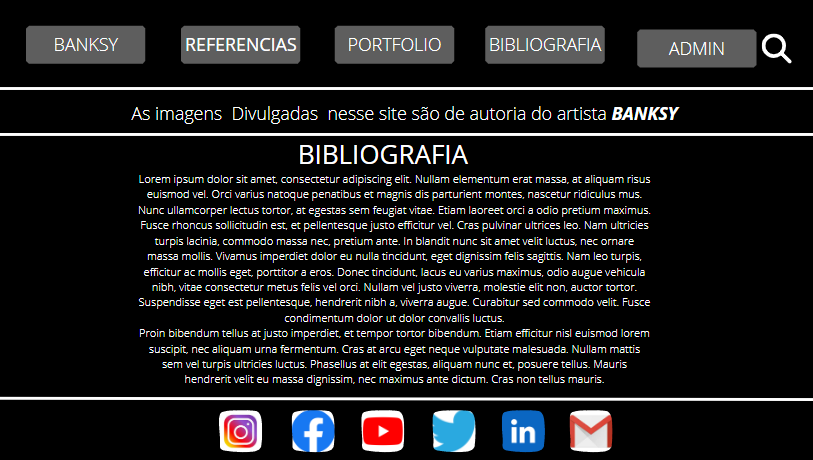 BANKSY REFERENCIAS PORTFOLIO BIBLIOGRAFIA ADMIN
As imagens Divulgadas nesse site são de autoria do artista BANKSY
BIBLIOGRAFIA
Lorem ipsum dolor sit amet, consectetur adipiscing elit. Nullam elementum erat massa, at aliquam risus
euismod vel. Orci varius natoque penatibus et magnis dis parturient montes, nascetur ridiculus mus.
Nunc ullamcorper lectus tortor, at egestas sem feugiat vitae. Etiam laoreet orci a odio pretium maximus.
Fusce rhoncus sollicitudin est, et pellentesque justo efficitur vel. Cras pulvinar ultrices leo. Nam ultricies
turpis lacinia, commodo massa nec, pretium ante. In blandit nunc sit amet velit luctus, nec ornare
massa mollis. Vivamus imperdiet dolor eu nulla tincidunt, eget dignissim felis sagittis. Nam leo turpis,
efficitur ac mollis eget, porttitor a eros. Donec tincidunt, lacus eu varius maximus, odio augue vehicula
nibh, vitae consectetur metus felis vel orci. Nullam vel justo viverra, molestie elit non, auctor tortor.
Suspendisse eget est pellentesque, hendrerit nibh a, viverra augue. Curabitur sed commodo velit. Fusce
condimentum dolor ut dolor convallis luctus.
Proin bibendum tellus at justo imperdiet, et tempor tortor bibendum. Etiam efficitur nisl euismod lorem
suscipit, nec aliquam urna fermentum. Cras at arcu eget neque vulputate malesuada. Nullam mattis
sem vel turpis ultricies luctus. Phasellus at elit egestas, aliquam nunc et, posuere tellus. Mauris
hendrerit velit eu massa dignissim, nec maximus ante dictum. Cras non tellus mauris.